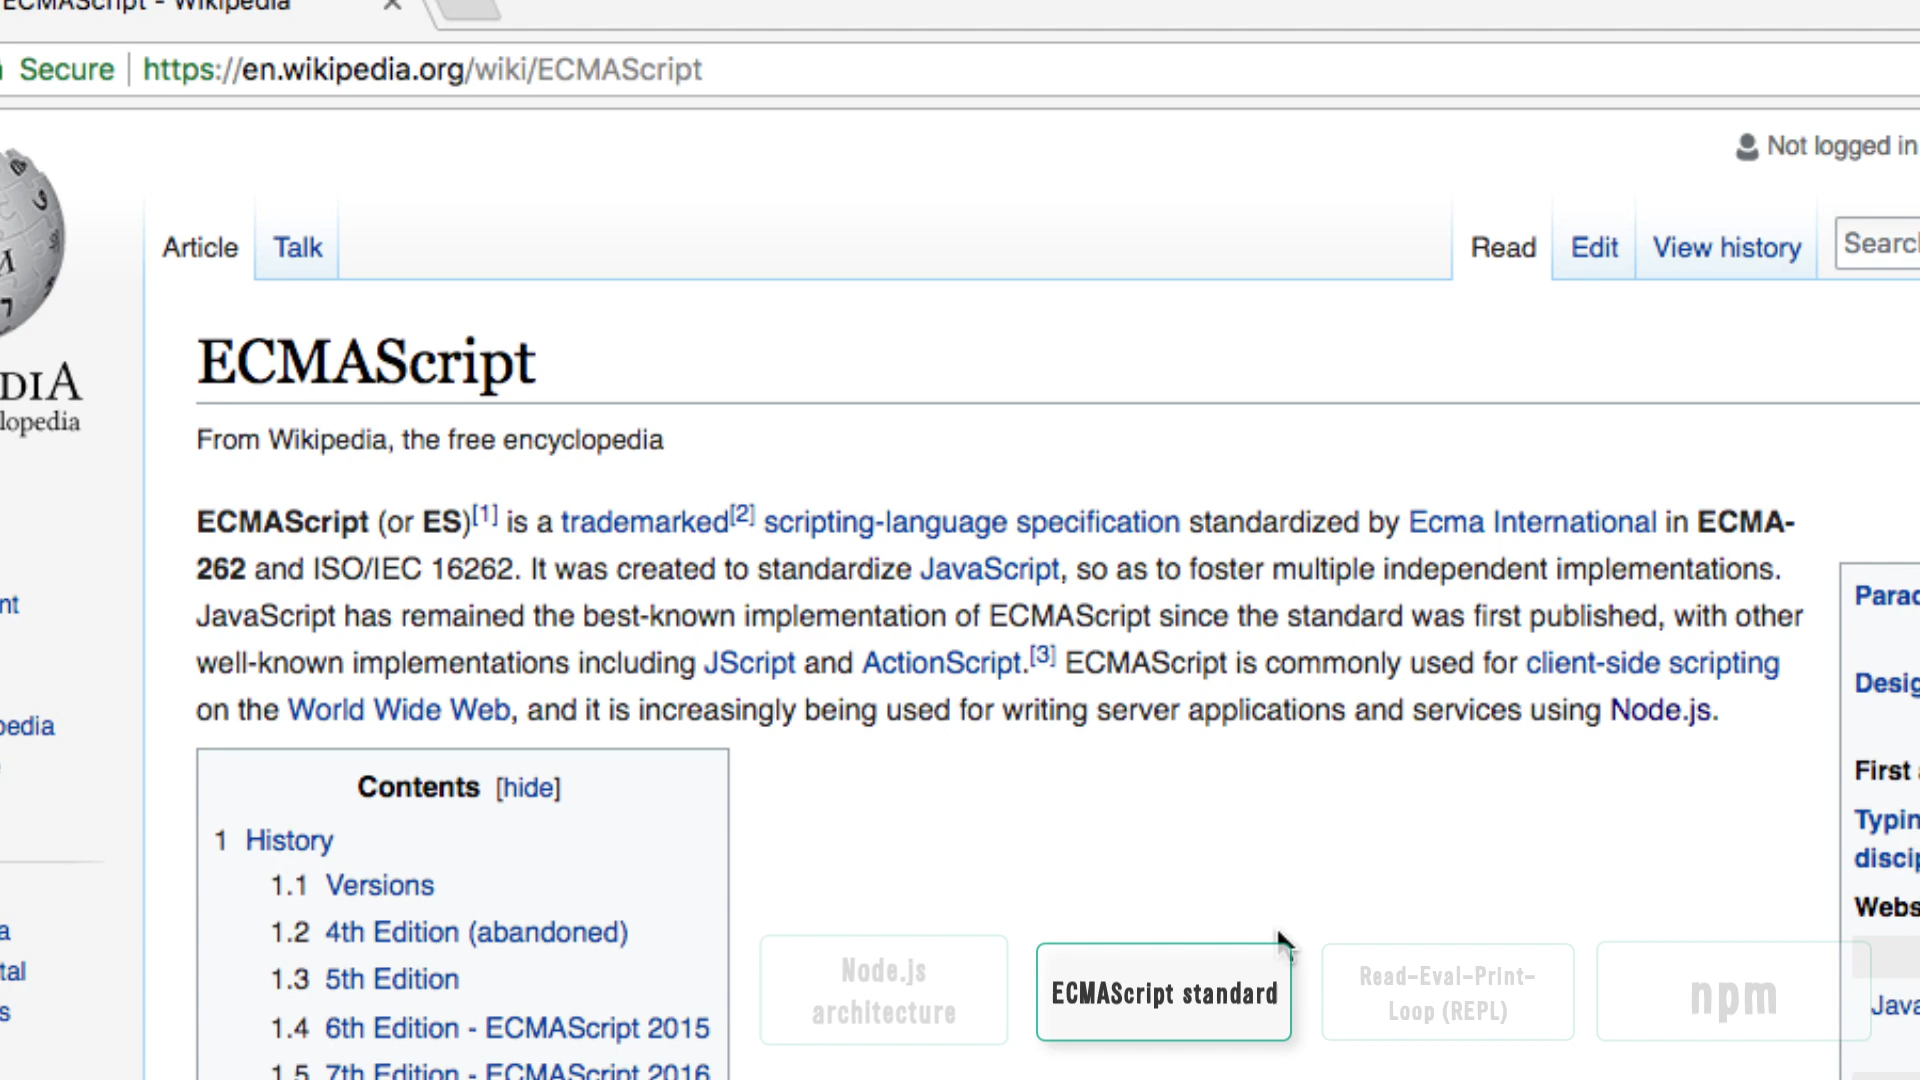 ECMAScript - Wikipedia
Secure https://en.wikipedia.org/wiki/ECMAScript
Not logged in
Article Talk Read Edit View history Search
ECMAScript
From Wikipedia, the free encyclopedia
ECMAScript (or ES)[1] is a trademarked[2] scripting-language specification standardized by Ecma International in ECMA-
262 and ISO/IEC 16262. It was created to standardize JavaScript, so as to foster multiple independent implementations.
JavaScript has remained the best-known implementation of ECMAScript since the standard was first published, with other
well-known implementations including JScript and ActionScript.[3] ECMAScript is commonly used for client-side scripting
on the World Wide Web, and it is increasingly being used for writing server applications and services using Node.js.
Contents [hide]
1 History
1.1 Versions
1.2 4th Edition (abandoned)
1.3 5th Edition
1.4 6th Edition - ECMAScript 2015
1.5 7th Edition - ECMAScript 2016
Node.js
architecture
ECMAScript standard
Read-Eval-Print-
Loop (REPL)
npm
DIA
lopedia
nt
pedia
a
tal
s
Parad
Desig
First
Typin
discip
Webs
Java